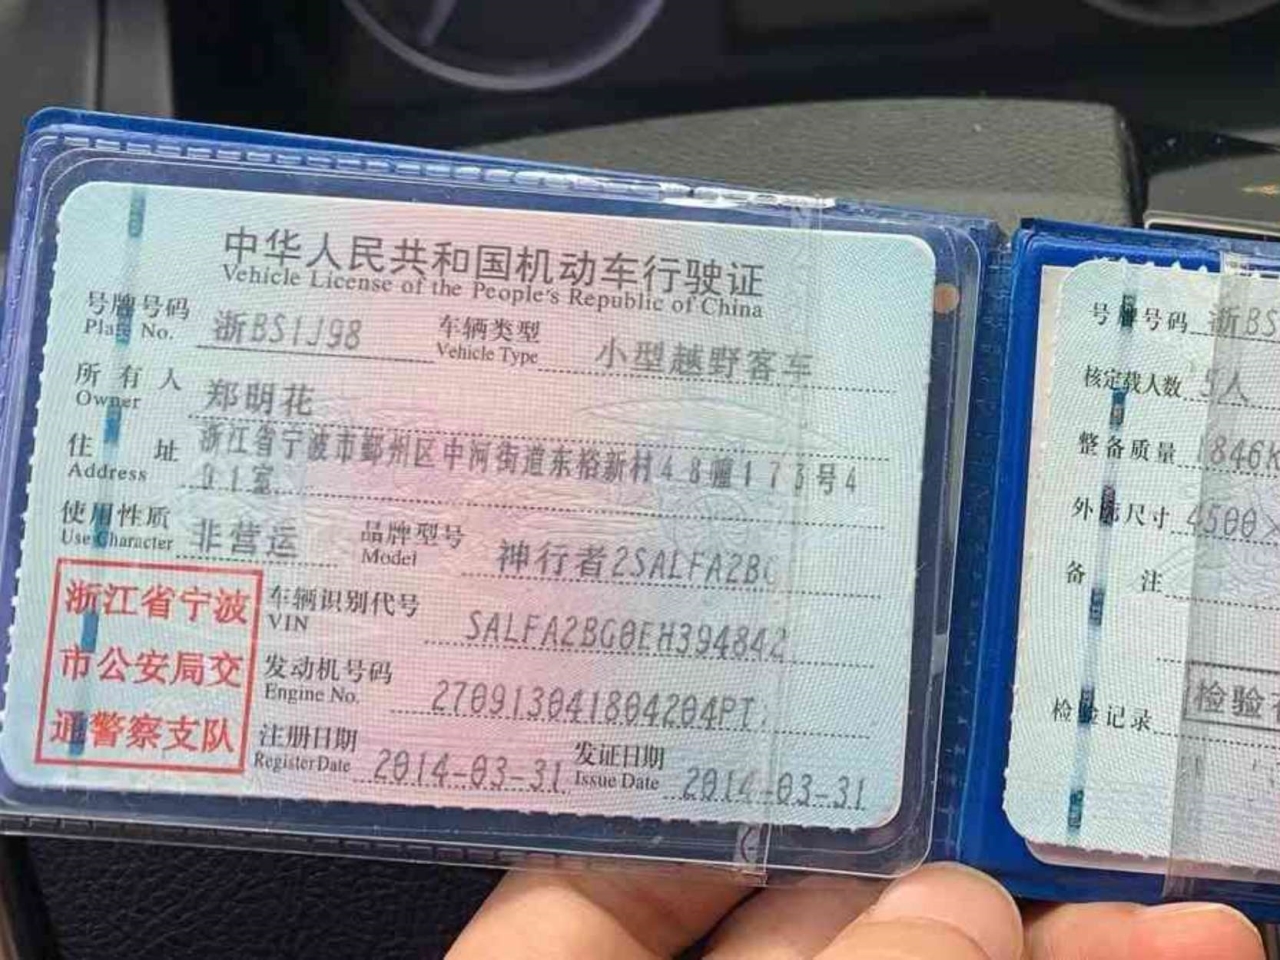 中华人民共和国机动车行驶证
Vehicle License of the People's Republic of China
号牌号码 浙BS1J98 车辆类型 小型越野客车
Plate No. Vehicle Type
所有人 郑明花
Owner
住址 浙江省宁波市鄞州区中河街道东裕新村48幢173号4
Address 01室
使用性质 非营运 品牌型号 神行者2SALFA2BG
Use Character Model
浙江省宁波
市公安局交
通警察支队
车辆识别代号 SALFA2BG0EH394842
VIN
发动机号码 270913041804204PT
Engine No.
注册日期 2014-03-31 发证日期 2014-03-31
Register Date Issue Date
号牌号码 浙BS
核定载人数 5人
整备质量 1846k
外廓尺寸 4500×
备注
检验记录 检验